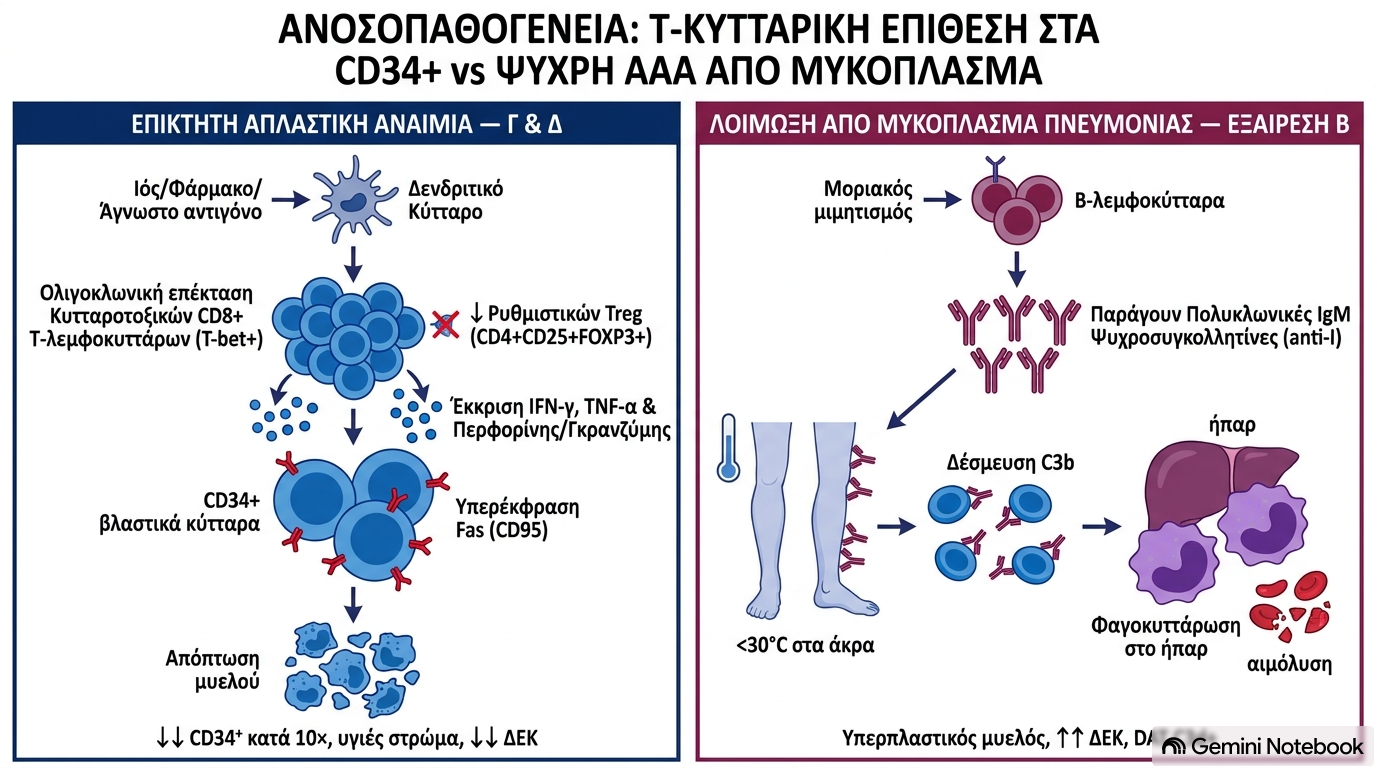 ΑΝΟΣΟΠΑΘΟΓΕΝΕΙΑ: Τ-ΚΥΤΤΑΡΙΚΗ ΕΠΙΘΕΣΗ ΣΤΑ
CD34+ vs ΨΥΧΡΗ ΑΑΑ ΑΠΟ ΜΥΚΟΠΛΑΣΜΑ
ΕΠΙΚΤΗΤΗ ΑΠΛΑΣΤΙΚΗ ΑΝΑΙΜΙΑ — Γ & Δ
Ιός/Φάρμακο/
Άγνωστο αντιγόνο
Δενδριτικό
Κύτταρο
Ολιγοκλωνική επέκταση
Κυτταροτοξικών CD8+
Τ-λεμφοκυττάρων (T-bet+)
↓ Ρυθμιστικών Treg
(CD4+CD25+FOXP3+)
Έκκριση IFN-γ, TNF-α &
Περφορίνης/Γκρανζύμης
CD34+
βλαστικά κύτταρα
Υπερέκφραση
Fas (CD95)
Απόπτωση
μυελού
↓↓ CD34⁺ κατά 10×, υγιές στρώμα, ↓↓ ΔΕΚ
ΛΟΙΜΩΞΗ ΑΠΟ ΜΥΚΟΠΛΑΣΜΑ ΠΝΕΥΜΟΝΙΑΣ — ΕΞΑΙΡΕΣΗ Β
Μοριακός
μιμητισμός
Β-λεμφοκύτταρα
Παράγουν Πολυκλωνικές IgM
Ψυχροσυγκολλητίνες (anti-I)
<30°C στα άκρα
Δέσμευση C3b
ήπαρ
Φαγοκυττάρωση
στο ήπαρ
αιμόλυση
Υπερπλαστικός μυελός, ↑↑ ΔΕΚ,
Gemini Notebook